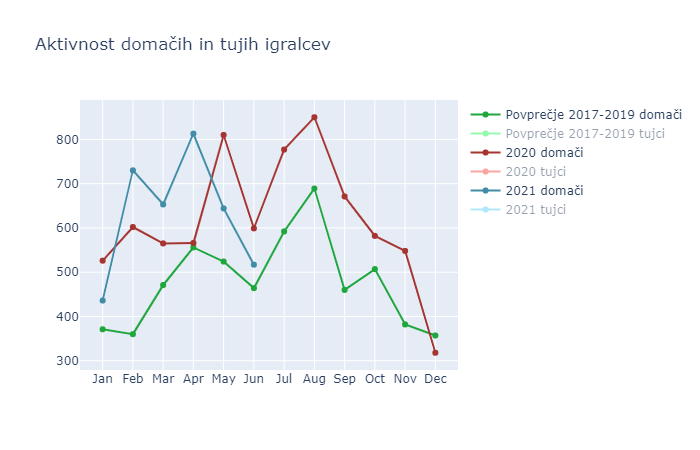 Aktivnost domačih in tujih igralcev
Povprečje 2017-2019 domači
Povprečje 2017-2019 tujci
2020 domači
2020 tujci
2021 domači
2021 tujci
800
700
600
500
400
300
Jan Feb Mar Apr May Jun Jul Aug Sep Oct Nov Dec